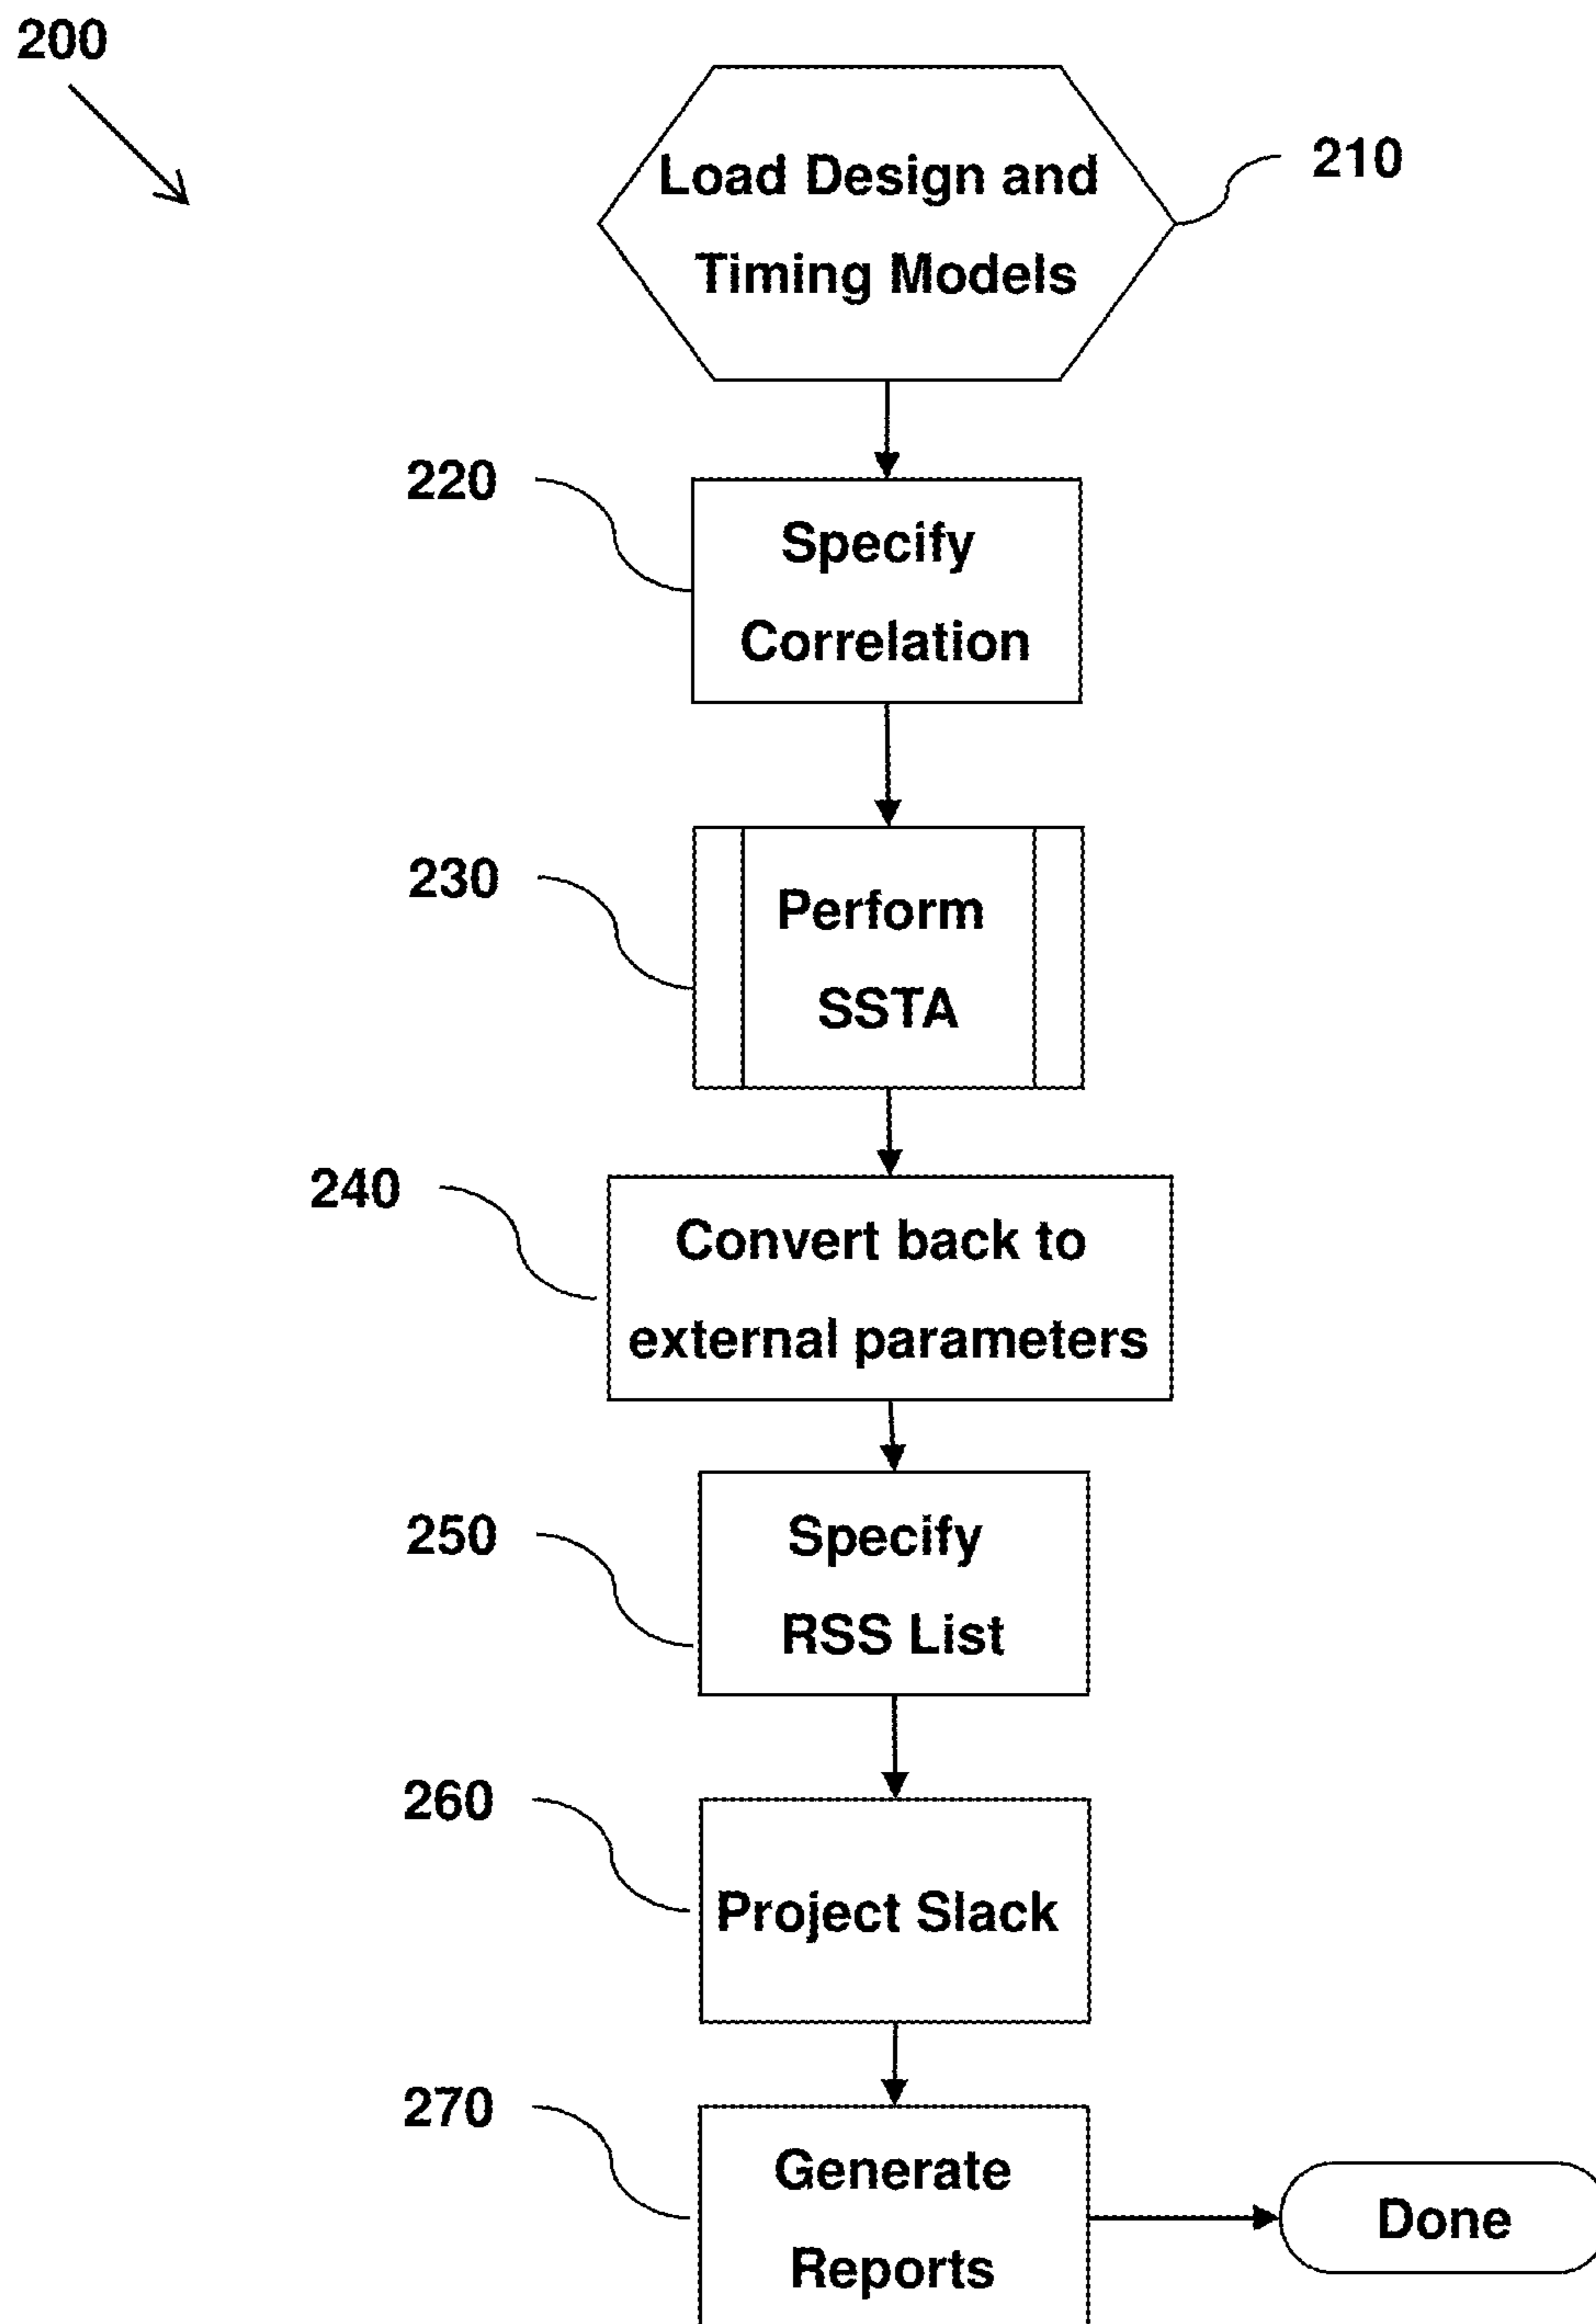 200
Load Design and
Timing Models
210
220
Specify
Correlation
230
Perform
SSTA
240
Convert back to
external parameters
250
Specify
RSS List
260
Project Slack
270
Generate
Reports
Done